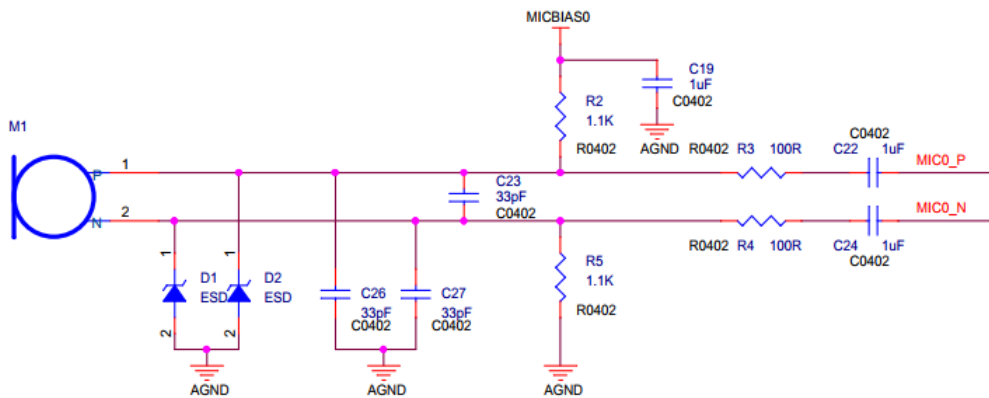 MICBIAS0
C19
1uF
C0402
AGND
R2
1.1K
R0402
M1
P
1
N
2
C23
33pF
C0402
R0402
R3
100R
C0402
C22
1uF
MIC0_P
R0402
R4
100R
C24
1uF
C0402
MIC0_N
1
D1
ESD
2
1
D2
ESD
2
AGND
C26
33pF
C0402
C27
33pF
C0402
AGND
R5
1.1K
R0402
AGND